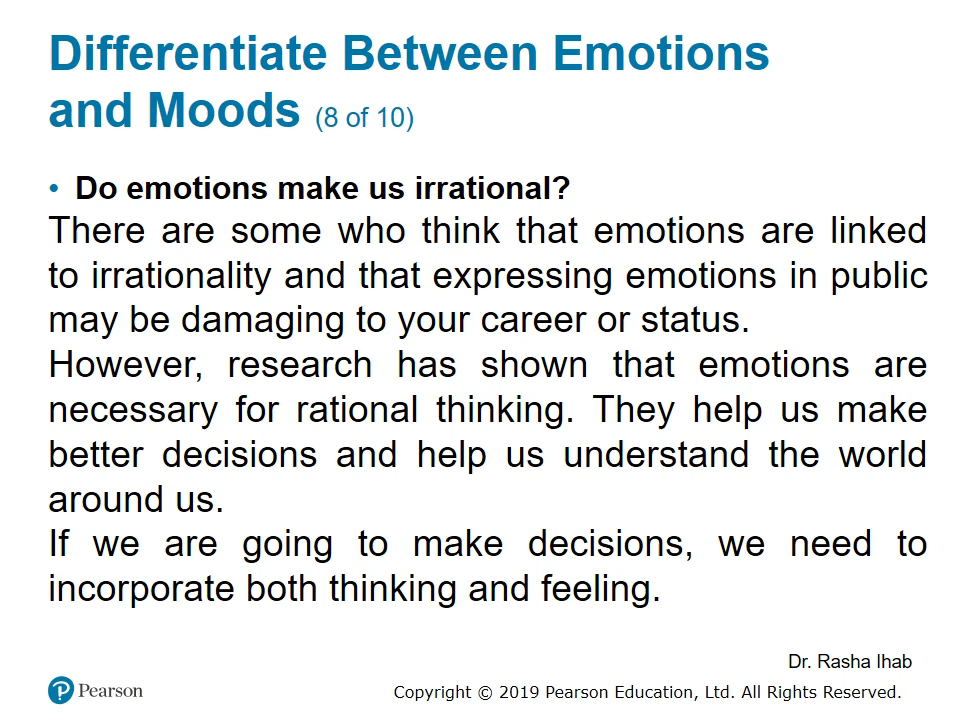 Differentiate Between Emotions
and Moods (8 of 10)
• Do emotions make us irrational?
There are some who think that emotions are linked
to irrationality and that expressing emotions in public
may be damaging to your career or status.
However, research has shown that emotions are
necessary for rational thinking. They help us make
better decisions and help us understand the world
around us.
If we are going to make decisions, we need to
incorporate both thinking and feeling.
Dr. Rasha Ihab
Pearson
Copyright © 2019 Pearson Education, Ltd. All Rights Reserved.